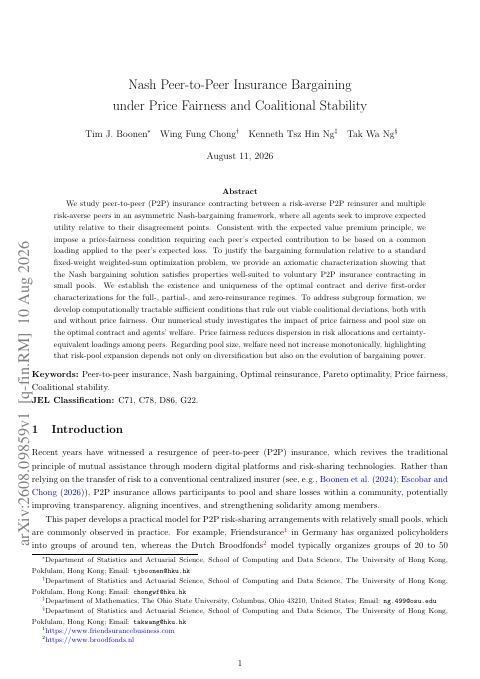 Nash Peer-to-Peer Insurance Bargaining
under Price Fairness and Coalitional Stability
Tim J. Boonen* Wing Fung Chong† Kenneth Tsz Hin Ng‡ Tak Wa Ng§
August 11, 2026
Abstract
We study peer-to-peer (P2P) insurance contracting between a risk-averse P2P reinsurer and multiple
risk-averse peers in an asymmetric Nash-bargaining framework, where all agents seek to improve expected
utility relative to their disagreement points. Consistent with the expected value premium principle, we
impose a price-fairness condition requiring each peer's expected contribution to be based on a common
loading applied to the peer's expected loss. To justify the bargaining formulation relative to a standard
fixed-weight weighted-sum optimization problem, we provide an axiomatic characterization showing that
the Nash bargaining solution satisfies properties well-suited to voluntary P2P insurance contracting in
small pools. We establish the existence and uniqueness of the optimal contract and derive first-order
characterizations for the full-, partial-, and zero-reinsurance regimes. To address subgroup formation, we
develop computationally tractable sufficient conditions that rule out viable coalitional deviations, both with
and without price fairness. Our numerical study investigates the impact of price fairness and pool size on
the optimal contract and agents' welfare. Price fairness reduces dispersion in risk allocations and certainty-
equivalent loadings among peers. Regarding pool size, welfare need not increase monotonically, highlighting
that risk-pool expansion depends not only on diversification but also on the evolution of bargaining power.
Keywords: Peer-to-peer insurance, Nash bargaining, Optimal reinsurance, Pareto optimality, Price fairness,
Coalitional stability.
JEL Classification: C71, C78, D86, G22.
1 Introduction
Recent years have witnessed a resurgence of peer-to-peer (P2P) insurance, which revives the traditional
principle of mutual assistance through modern digital platforms and risk-sharing technologies. Rather than
relying on the transfer of risk to a conventional centralized insurer (see, e.g., Boonen et al. (2024); Escobar and
Chong (2026)), P2P insurance allows participants to pool and share losses within a community, potentially
improving transparency, aligning incentives, and strengthening solidarity among members.
This paper develops a practical model for P2P risk-sharing arrangements with relatively small pools, which
are commonly observed in practice. For example, Friendsurance¹ in Germany has organized policyholders
into groups of around ten, whereas the Dutch Broodfonds² model typically organizes groups of 20 to 50
*Department of Statistics and Actuarial Science, School of Computing and Data Science, The University of Hong Kong,
Pokfulam, Hong Kong; Email: tjboonen@hku.hk
†Department of Statistics and Actuarial Science, School of Computing and Data Science, The University of Hong Kong,
Pokfulam, Hong Kong; Email: chongwf@hku.hk
‡Department of Mathematics, The Ohio State University, Columbus, Ohio 43210, United States; Email: ng.499@osu.edu
§Department of Statistics and Actuarial Science, School of Computing and Data Science, The University of Hong Kong,
Pokfulam, Hong Kong; Email: takwang@hku.hk
¹https://www.friendsurancebusiness.com
²https://www.broodfonds.nl
1
arXiv:2608.09859v1 [q-fin.RM] 10 Aug 2026